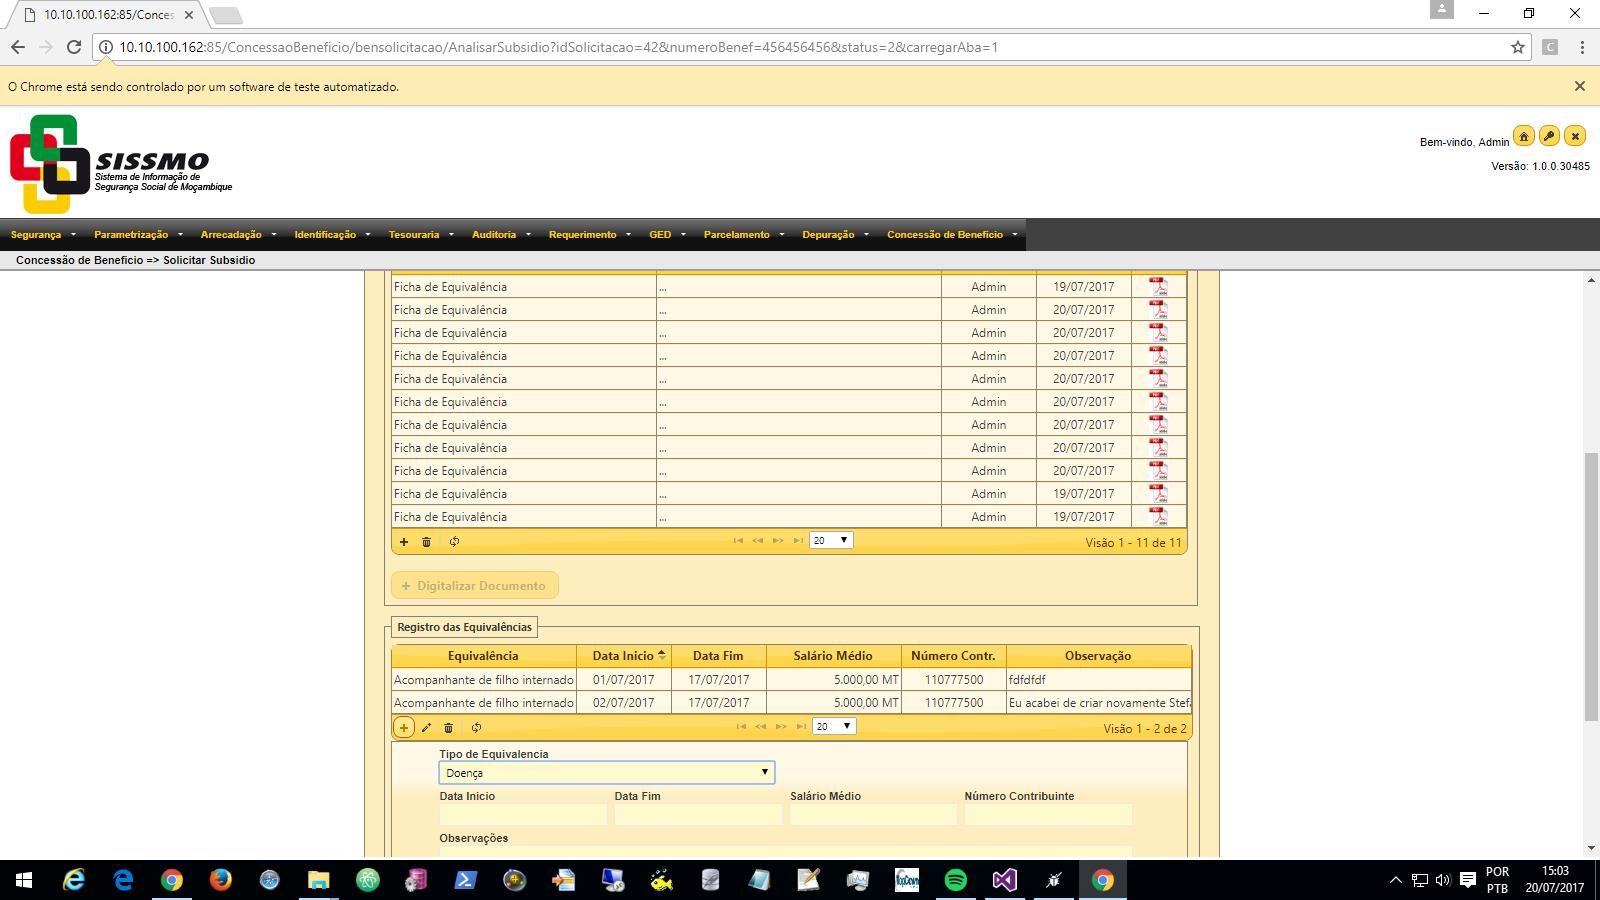 10.10.100.162:85/Conces
10.10.100.162:85/ConcessaoBeneficio/bensolicitacao/AnalisarSubsidio?idSolicitacao=42&numeroBenef=456456456&status=2&carregarAba=1
O Chrome está sendo controlado por um software de teste automatizado.
SISSMO
Sistema de Informação de
Segurança Social de Moçambique
Bem-vindo, Admin
Versão: 1.0.0.30485
Segurança Parametrização Arrecadação Identificação Tesouraria Auditoria Requerimento GED Parcelamento Depuração Concessão de Beneficio
Concessão de Beneficio => Solicitar Subsidio
Ficha de Equivalência ... Admin 19/07/2017
Ficha de Equivalência ... Admin 20/07/2017
Ficha de Equivalência ... Admin 20/07/2017
Ficha de Equivalência ... Admin 20/07/2017
Ficha de Equivalência ... Admin 20/07/2017
Ficha de Equivalência ... Admin 20/07/2017
Ficha de Equivalência ... Admin 20/07/2017
Ficha de Equivalência ... Admin 20/07/2017
Ficha de Equivalência ... Admin 20/07/2017
Ficha de Equivalência ... Admin 19/07/2017
Ficha de Equivalência ... Admin 19/07/2017
20 Visão 1 - 11 de 11
+ Digitalizar Documento
Registro das Equivalências
Equivalência Data Inicio Data Fim Salário Médio Número Contr. Observação
Acompanhante de filho internado 01/07/2017 17/07/2017 5.000,00 MT 110777500 fdfdfdf
Acompanhante de filho internado 02/07/2017 17/07/2017 5.000,00 MT 110777500 Eu acabei de criar novamente Stefa
20 Visão 1 - 2 de 2
Tipo de Equivalencia
Doença
Data Inicio Data Fim Salário Médio Número Contribuinte
Observações
POR
PTB
15:03
20/07/2017